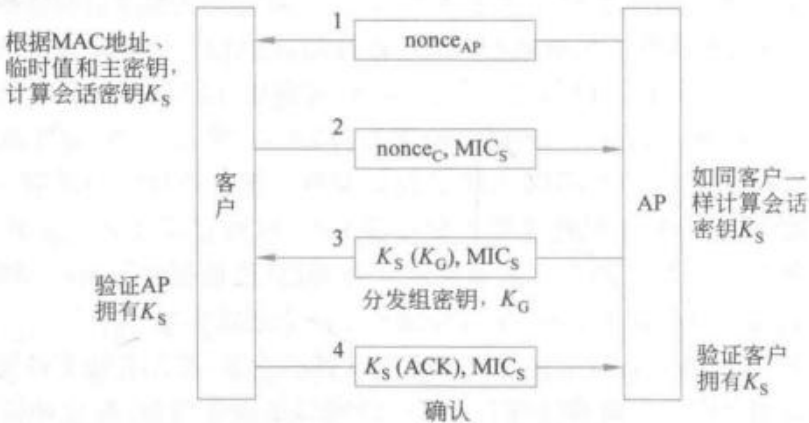 1
nonce_AP
根据MAC地址、
临时值和主密钥,
计算会话密钥K_S
2
nonce_C, MIC_S
客
户
AP
如同客户一
样计算会话
密钥K_S
3
K_S (K_G), MIC_S
分发组密钥, K_G
验证AP
拥有K_S
4
K_S (ACK), MIC_S
确认
验证客户
拥有K_S